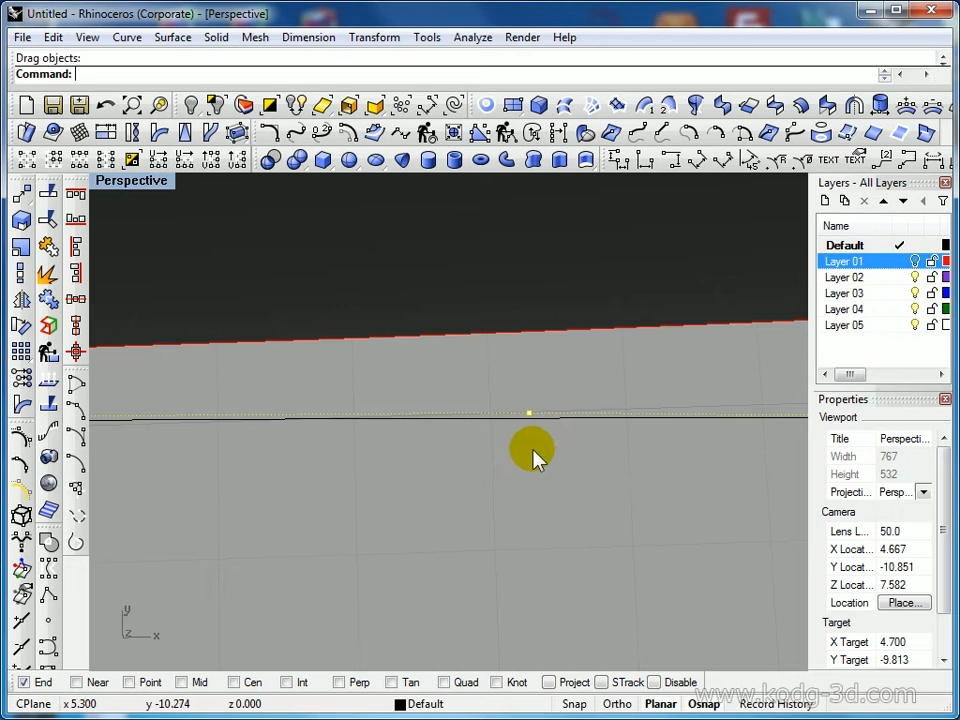 Untitled - Rhinoceros (Corporate) - [Perspective]
File Edit View Curve Surface Solid Mesh Dimension Transform Tools Analyze Render Help
Drag objects:
Command:
TEXT TEXT
Perspective
Layers - All Layers
Name
Default
Layer 01
Layer 02
Layer 03
Layer 04
Layer 05
Properties
Viewport
Title Perspecti...
Width 767
Height 532
Projecti... Persp...
Camera
Lens L... 50.0
X Locat... 4.667
Y Locat... -10.851
Z Locat... 7.582
Location Place...
Target
X Target 4.700
Y Target -9.813
y
z x
End Near Point Mid Cen Int Perp Tan Quad Knot Project STrack Disable
www.kodg-3d.com
CPlane x 5.300 y -10.274 z 0.000 Default Snap Ortho Planar Osnap Record History